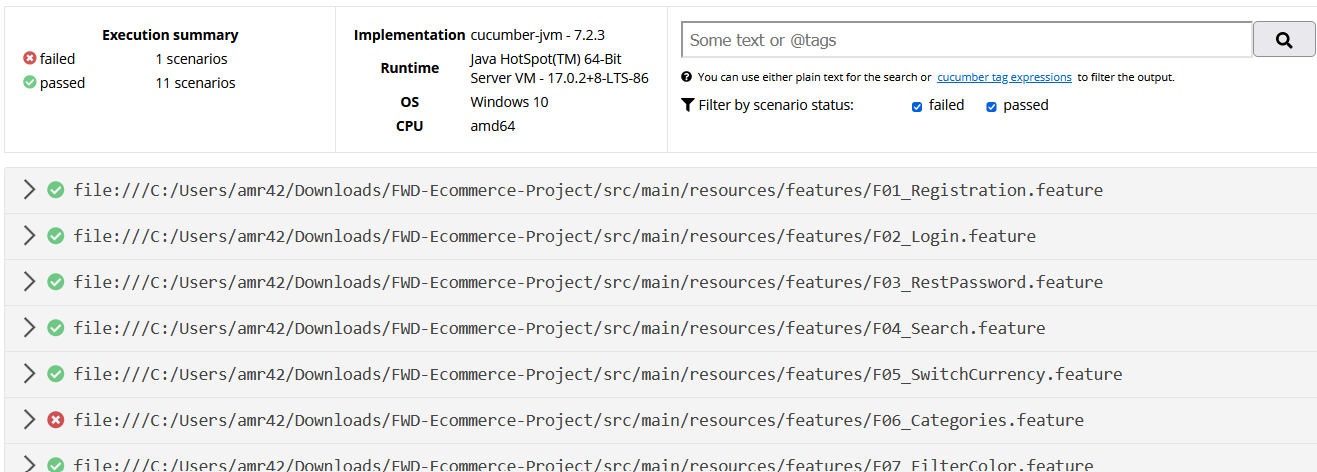 Execution summary
failed 1 scenarios
passed 11 scenarios
Implementation cucumber-jvm - 7.2.3
Runtime Java HotSpot(TM) 64-Bit
Server VM - 17.0.2+8-LTS-86
OS Windows 10
CPU amd64
Some text or @tags
You can use either plain text for the search or cucumber tag expressions to filter the output.
Filter by scenario status: failed passed
file:///C:/Users/amr42/Downloads/FWD-Ecommerce-Project/src/main/resources/features/F01_Registration.feature
file:///C:/Users/amr42/Downloads/FWD-Ecommerce-Project/src/main/resources/features/F02_Login.feature
file:///C:/Users/amr42/Downloads/FWD-Ecommerce-Project/src/main/resources/features/F03_RestPassword.feature
file:///C:/Users/amr42/Downloads/FWD-Ecommerce-Project/src/main/resources/features/F04_Search.feature
file:///C:/Users/amr42/Downloads/FWD-Ecommerce-Project/src/main/resources/features/F05_SwitchCurrency.feature
file:///C:/Users/amr42/Downloads/FWD-Ecommerce-Project/src/main/resources/features/F06_Categories.feature
file:///C:/Users/amr42/Downloads/FWD-Ecommerce-Project/src/main/resources/features/F07_FilterColor.feature